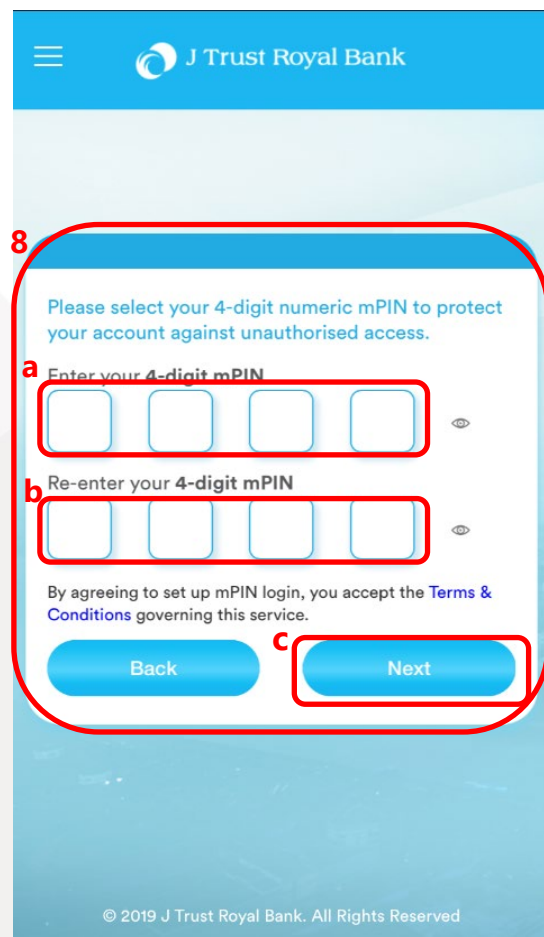 J Trust Royal Bank
8
Please select your 4-digit numeric mPIN to protect
your account against unauthorised access.
a
Enter your 4-digit mPIN
b
Re-enter your 4-digit mPIN
By agreeing to set up mPIN login, you accept the Terms &
Conditions governing this service.
c
Back
Next
© 2019 J Trust Royal Bank. All Rights Reserved